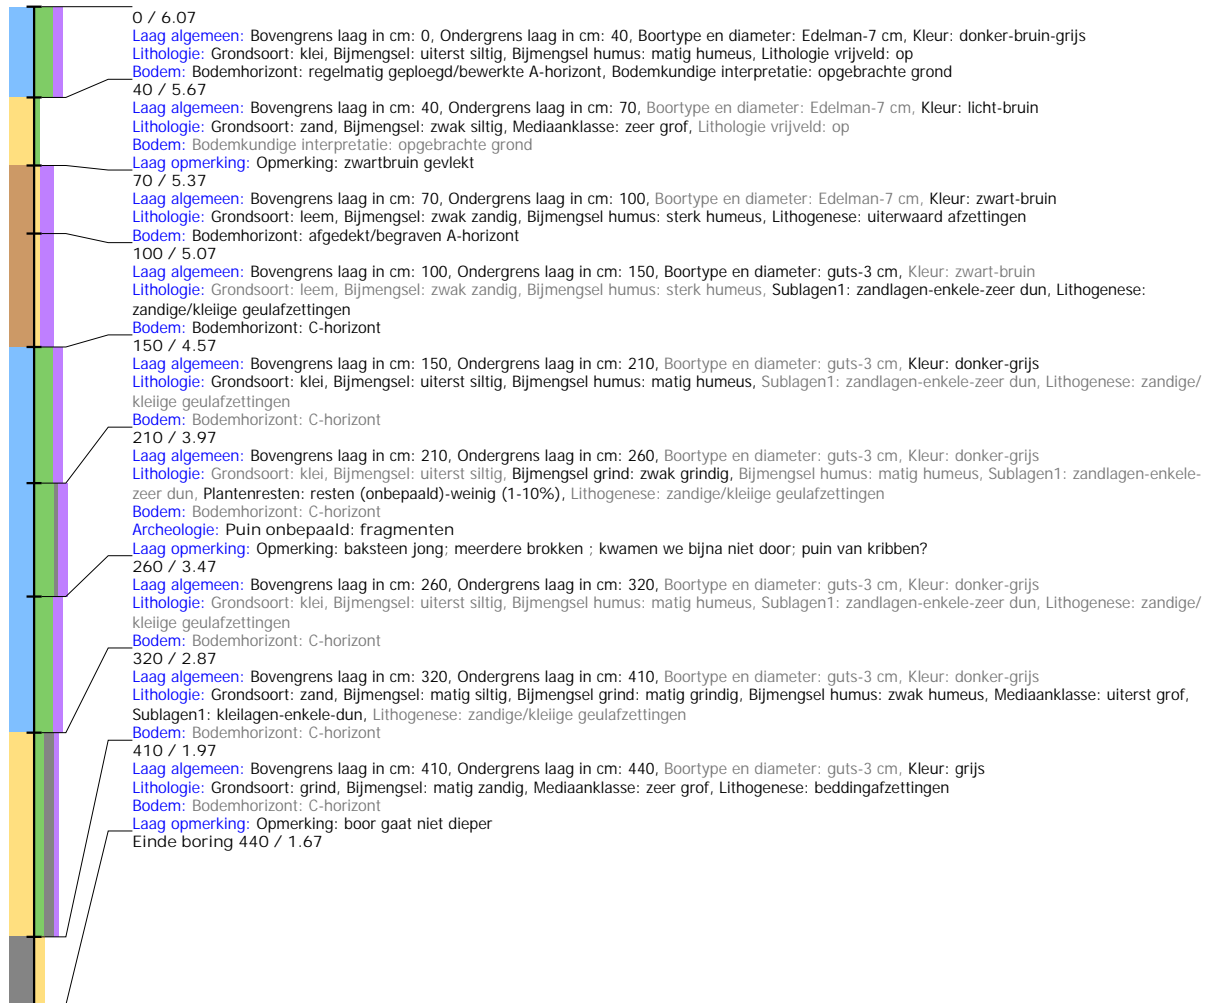 0 / 6.07
Laag algemeen: Bovengrens laag in cm: 0, Ondergrens laag in cm: 40, Boortype en diameter: Edelman-7 cm, Kleur: donker-bruin-grijs
Lithologie: Grondsoort: klei, Bijmengsel: uiterst siltig, Bijmengsel humus: matig humeus, Lithologie vrijveld: op
Bodem: Bodemhorizont: regelmatig geploegd/bewerkte A-horizont, Bodemkundige interpretatie: opgebrachte grond
40 / 5.67
Laag algemeen: Bovengrens laag in cm: 40, Ondergrens laag in cm: 70, Boortype en diameter: Edelman-7 cm, Kleur: licht-bruin
Lithologie: Grondsoort: zand, Bijmengsel: zwak siltig, Mediaanklasse: zeer grof, Lithologie vrijveld: op
Bodem: Bodemkundige interpretatie: opgebrachte grond
Laag opmerking: Opmerking: zwartbruin gevlekt
70 / 5.37
Laag algemeen: Bovengrens laag in cm: 70, Ondergrens laag in cm: 100, Boortype en diameter: Edelman-7 cm, Kleur: zwart-bruin
Lithologie: Grondsoort: leem, Bijmengsel: zwak zandig, Bijmengsel humus: sterk humeus, Lithogenese: uiterwaard afzettingen
Bodem: Bodemhorizont: afgedekt/begraven A-horizont
100 / 5.07
Laag algemeen: Bovengrens laag in cm: 100, Ondergrens laag in cm: 150, Boortype en diameter: guts-3 cm, Kleur: zwart-bruin
Lithologie: Grondsoort: leem, Bijmengsel: zwak zandig, Bijmengsel humus: sterk humeus, Sublagen1: zandlagen-enkele-zeer dun, Lithogenese:
zandige/kleiige geulafzettingen
Bodem: Bodemhorizont: C-horizont
150 / 4.57
Laag algemeen: Bovengrens laag in cm: 150, Ondergrens laag in cm: 210, Boortype en diameter: guts-3 cm, Kleur: donker-grijs
Lithologie: Grondsoort: klei, Bijmengsel: uiterst siltig, Bijmengsel humus: matig humeus, Sublagen1: zandlagen-enkele-zeer dun, Lithogenese: zandige/
kleiige geulafzettingen
Bodem: Bodemhorizont: C-horizont
210 / 3.97
Laag algemeen: Bovengrens laag in cm: 210, Ondergrens laag in cm: 260, Boortype en diameter: guts-3 cm, Kleur: donker-grijs
Lithologie: Grondsoort: klei, Bijmengsel: uiterst siltig, Bijmengsel grind: zwak grindig, Bijmengsel humus: matig humeus, Sublagen1: zandlagen-enkele-
zeer dun, Plantenresten: resten (onbepaald)-weinig (1-10%), Lithogenese: zandige/kleiige geulafzettingen
Bodem: Bodemhorizont: C-horizont
Archeologie: Puin onbepaald: fragmenten
Laag opmerking: Opmerking: baksteen jong; meerdere brokken ; kwamen we bijna niet door; puin van kribben?
260 / 3.47
Laag algemeen: Bovengrens laag in cm: 260, Ondergrens laag in cm: 320, Boortype en diameter: guts-3 cm, Kleur: donker-grijs
Lithologie: Grondsoort: klei, Bijmengsel: uiterst siltig, Bijmengsel humus: matig humeus, Sublagen1: zandlagen-enkele-zeer dun, Lithogenese: zandige/
kleiige geulafzettingen
Bodem: Bodemhorizont: C-horizont
320 / 2.87
Laag algemeen: Bovengrens laag in cm: 320, Ondergrens laag in cm: 410, Boortype en diameter: guts-3 cm, Kleur: donker-grijs
Lithologie: Grondsoort: zand, Bijmengsel: matig siltig, Bijmengsel grind: matig grindig, Bijmengsel humus: zwak humeus, Mediaanklasse: uiterst grof,
Sublagen1: kleilagen-enkele-dun, Lithogenese: zandige/kleiige geulafzettingen
Bodem: Bodemhorizont: C-horizont
410 / 1.97
Laag algemeen: Bovengrens laag in cm: 410, Ondergrens laag in cm: 440, Boortype en diameter: guts-3 cm, Kleur: grijs
Lithologie: Grondsoort: grind, Bijmengsel: matig zandig, Mediaanklasse: zeer grof, Lithogenese: beddingafzettingen
Bodem: Bodemhorizont: C-horizont
Laag opmerking: Opmerking: boor gaat niet dieper
Einde boring 440 / 1.67